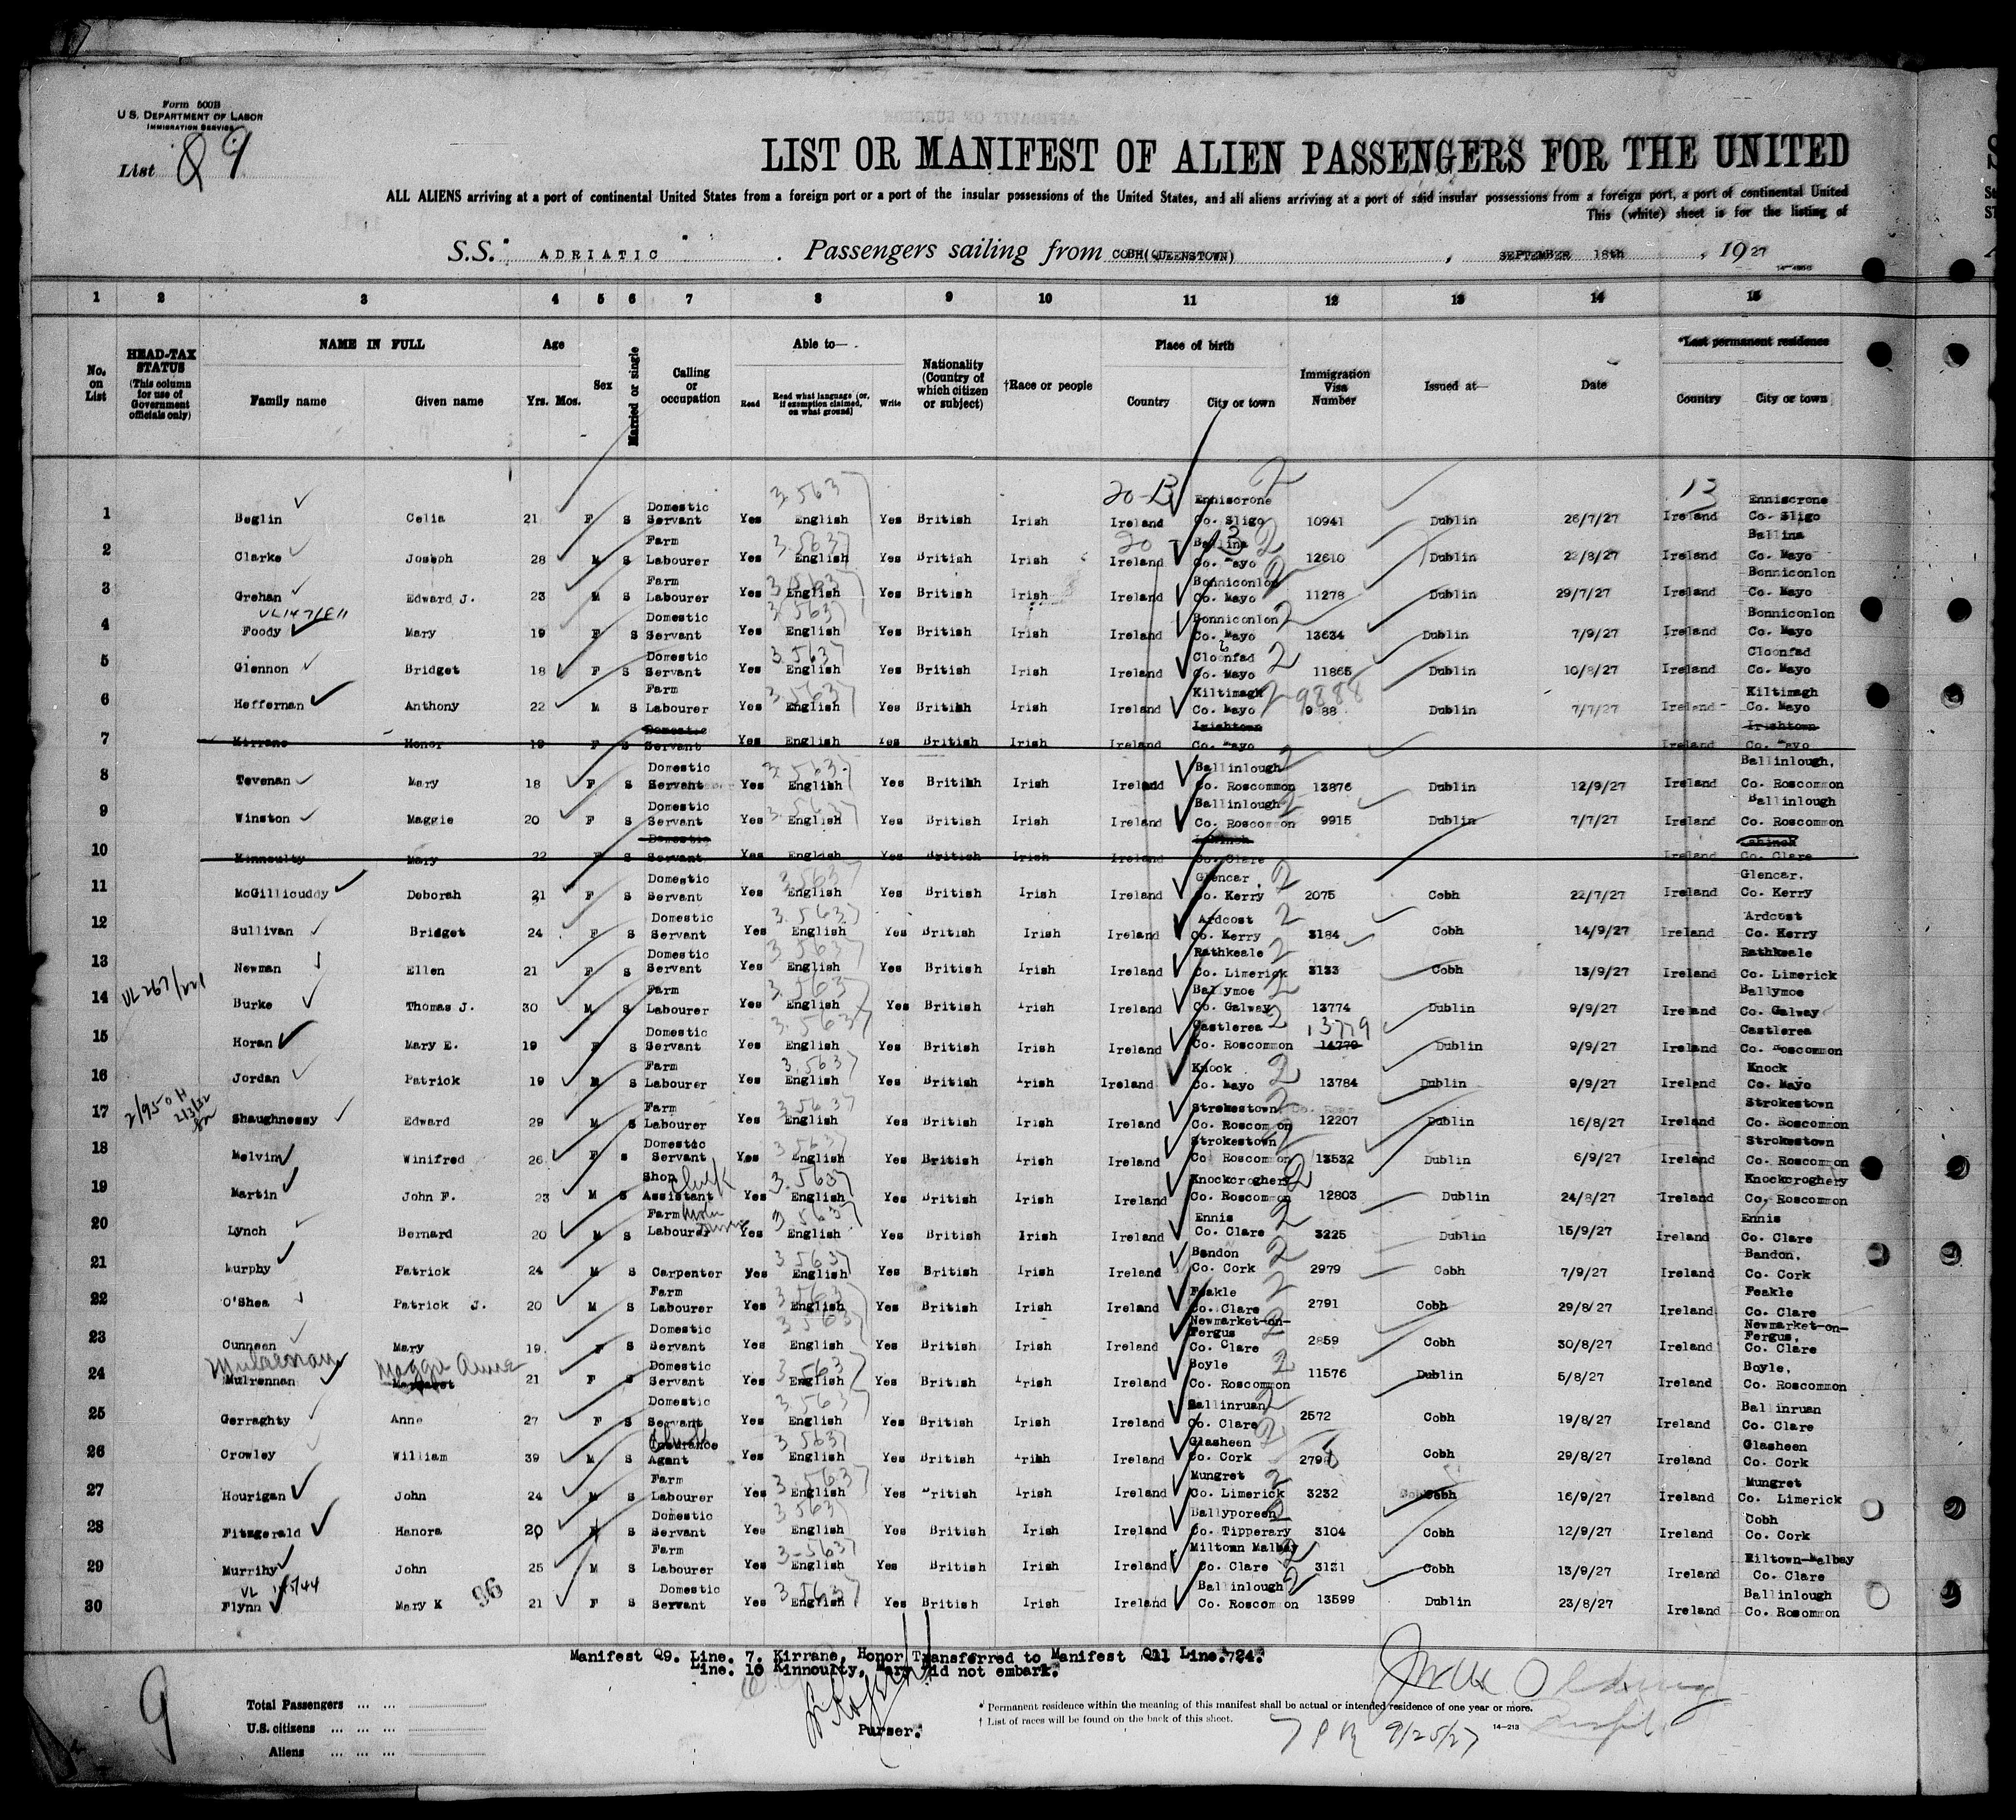 Form 500B
U.S. DEPARTMENT OF LABOR
IMMIGRATION SERVICE
List Q9
LIST OR MANIFEST OF ALIEN PASSENGERS FOR THE UNITED
ALL ALIENS arriving at a port of continental United States from a foreign port or a port of the insular possessions of the United States, and all aliens arriving at a port of said insular possessions from a foreign port, a port of continental United
This (white) sheet is for the listing of
S.S. ADRIATIC Passengers sailing from COBH(QUEENSTOWN), SEPTEMBER 18th, 1927
1 2 3 4 5 6 7 8 9 10 11 12 13 14 15
No. on List
HEAD-TAX STATUS (This column for use of Government officials only)
NAME IN FULL
Family name Given name
Age
Yrs. Mos.
Sex
Married or single
Calling or occupation
Able to—
Read
Read what language (or, if exemption claimed, on what ground)
Write
Nationality (Country of which citizen or subject)
†Race or people
Place of birth
Country City or town
Immigration Visa Number
Issued at—
Date
*Last permanent residence
Country City or town
1 Beglin Celia 21 F S Domestic Servant Yes English Yes British Irish Ireland Enniscrone Co. Sligo 10941 Dublin 26/7/27 Ireland Enniscrone Co. Sligo
2 Clarke Joseph 28 M S Farm Labourer Yes English Yes British Irish Ireland Ballina Co. Mayo 12610 Dublin 22/8/27 Ireland Ballina Co. Mayo
3 Grehan Edward J. 23 M S Farm Labourer Yes English Yes British Irish Ireland Bonniconlon Co. Mayo 11278 Dublin 29/7/27 Ireland Bonniconlon Co. Mayo
4 Foody Mary 19 F S Domestic Servant Yes English Yes British Irish Ireland Bonniconlon Co. Mayo 13634 Dublin 7/9/27 Ireland Bonniconlon Co. Mayo
5 Glennon Bridget 18 F S Domestic Servant Yes English Yes British Irish Ireland Cloonfad Co. Mayo 11865 Dublin 10/8/27 Ireland Cloonfad Co. Mayo
6 Heffernan Anthony 22 M S Farm Labourer Yes English Yes British Irish Ireland Kiltimagh Co. Mayo 9888 Dublin 7/7/27 Ireland Kiltimagh Co. Mayo
7 Kirrane Honor 19 F S Domestic Servant Yes English Yes British Irish Ireland Irishtown Co. Mayo Ireland Irishtown Co. Mayo
8 Tevenan Mary 18 F S Domestic Servant Yes English Yes British Irish Ireland Ballinlough Co. Roscommon 13876 Dublin 12/9/27 Ireland Ballinlough, Co. Roscommon
9 Winston Maggie 20 F S Domestic Servant Yes English Yes British Irish Ireland Ballinlough Co. Roscommon 9915 Dublin 7/7/27 Ireland Ballinlough Co. Roscommon
10 Kinnoulty Mary 22 F S Domestic Servant Yes English Yes British Irish Ireland Co. Clare Ireland Co. Clare
11 McGillicuddy Deborah 21 F S Domestic Servant Yes English Yes British Irish Ireland Glencar, Co. Kerry 2075 Cobh 22/7/27 Ireland Glencar, Co. Kerry
12 Sullivan Bridget 24 F S Domestic Servant Yes English Yes British Irish Ireland Ardcost Co. Kerry 3184 Cobh 14/9/27 Ireland Ardcost Co. Kerry
13 Newman Ellen 21 F S Domestic Servant Yes English Yes British Irish Ireland Rathkeale Co. Limerick 3133 Cobh 13/9/27 Ireland Rathkeale Co. Limerick
14 Burke Thomas J. 30 M S Farm Labourer Yes English Yes British Irish Ireland Ballymoe Co. Galway 13774 Dublin 9/9/27 Ireland Ballymoe Co. Galway
15 Horan Mary E. 19 F S Domestic Servant Yes English Yes British Irish Ireland Castlerea Co. Roscommon 13779 14779 Dublin 9/9/27 Ireland Castlerea Co. Roscommon
16 Jordan Patrick 19 M S Farm Labourer Yes English Yes British Irish Ireland Knock Co. Mayo 13784 Dublin 9/9/27 Ireland Knock Co. Mayo
17 Shaughnessy Edward 29 M S Farm Labourer Yes English Yes British Irish Ireland Strokestown Co. Roscommon 12207 Dublin 16/8/27 Ireland Strokestown Co. Roscommon
18 Melvin Winifred 26 F S Domestic Servant Yes English Yes British Irish Ireland Strokestown Co Roscommon 13532 Dublin 6/9/27 Ireland Strokestown Co. Roscommon
19 Martin John F. 23 M S Shop Assistant Clerk Yes English Yes British Irish Ireland Knockcroghery Co. Roscommon 12803 Dublin 24/8/27 Ireland Knockcroghery Co, Roscommon
20 Lynch Bernard 20 M S Farm Labourer Yes English Yes British Irish Ireland Ennis Co. Clare 3225 Dublin 15/9/27 Ireland Ennis Co. Clare
21 Murphy Patrick 24 M S Carpenter Yes English Yes British Irish Ireland Bandon Co. Cork 2979 Cobh 7/9/27 Ireland Bandon, Co. Cork
22 O'Shea Patrick J. 20 M S Farm Labourer Yes English Yes British Irish Ireland Feakle Co. Clare 2791 Cobh 29/8/27 Ireland Feakle Co. Clare
23 Cunneen Mary 19 F S Domestic Servant Yes English Yes British Irish Ireland Newmarket-on-Fergus Co. Clare 2859 Cobh 30/8/27 Ireland Newmarket-on-Fergus, Co. Clare
24 Mulrennan Maggie Anne Margaret 21 F S Domestic Servant Yes English Yes British Irish Ireland Boyle Co. Roscommon 11576 Dublin 5/8/27 Ireland Boyle, Co. Roscommon
25 Gerraghty Anne 27 F S Domestic Servant Yes English Yes British Irish Ireland Ballinruan Co. Clare 2572 Cobh 19/8/27 Ireland Ballinruan Co. Clare
26 Crowley William 39 M S Insurance Agant Yes English Yes British Irish Ireland Glasheen Co. Cork Cobh 29/8/27 Ireland Glasheen Co. Cork
27 Hourigan John 24 M S Farm Labourer Yes English Yes British Irish Ireland Mungret Co. Limerick 3232 Cobh 16/9/27 Ireland Mungret Co. Limerick
28 Fitzgerald Hanora 20 F S Domestic Servant Yes English Yes British Irish Ireland Ballyporeen Co. Tipperary 3104 Cobh 12/9/27 Ireland Cobh Co. Cork
29 Murrihy John 25 M S Farm Labourer Yes English Yes British Irish Ireland Miltown Malbay Co. Clare 3131 Cobh 13/9/27 Ireland Miltown-Malbay Co. Clare
30 Flynn Mary K 21 F S Domestic Servant Yes English Yes British Irish Ireland Ballinlough Co. Roscommon 13599 Dublin 23/8/27 Ireland Ballinlough Co. Roscommon
96
Manifest Q9. Line. 7. Kirrane, Honor Transferred to Manifest Q11 Line.24.
Line. 10 Kinnoulty, Mary did not embark.
9
Total Passengers
U.S. citizens
Aliens
Purser.
* Permanent residence within the meaning of this manifest shall be actual or intended residence of one year or more.
† List of races will be found on the back of this sheet.
14—213
9/25/27